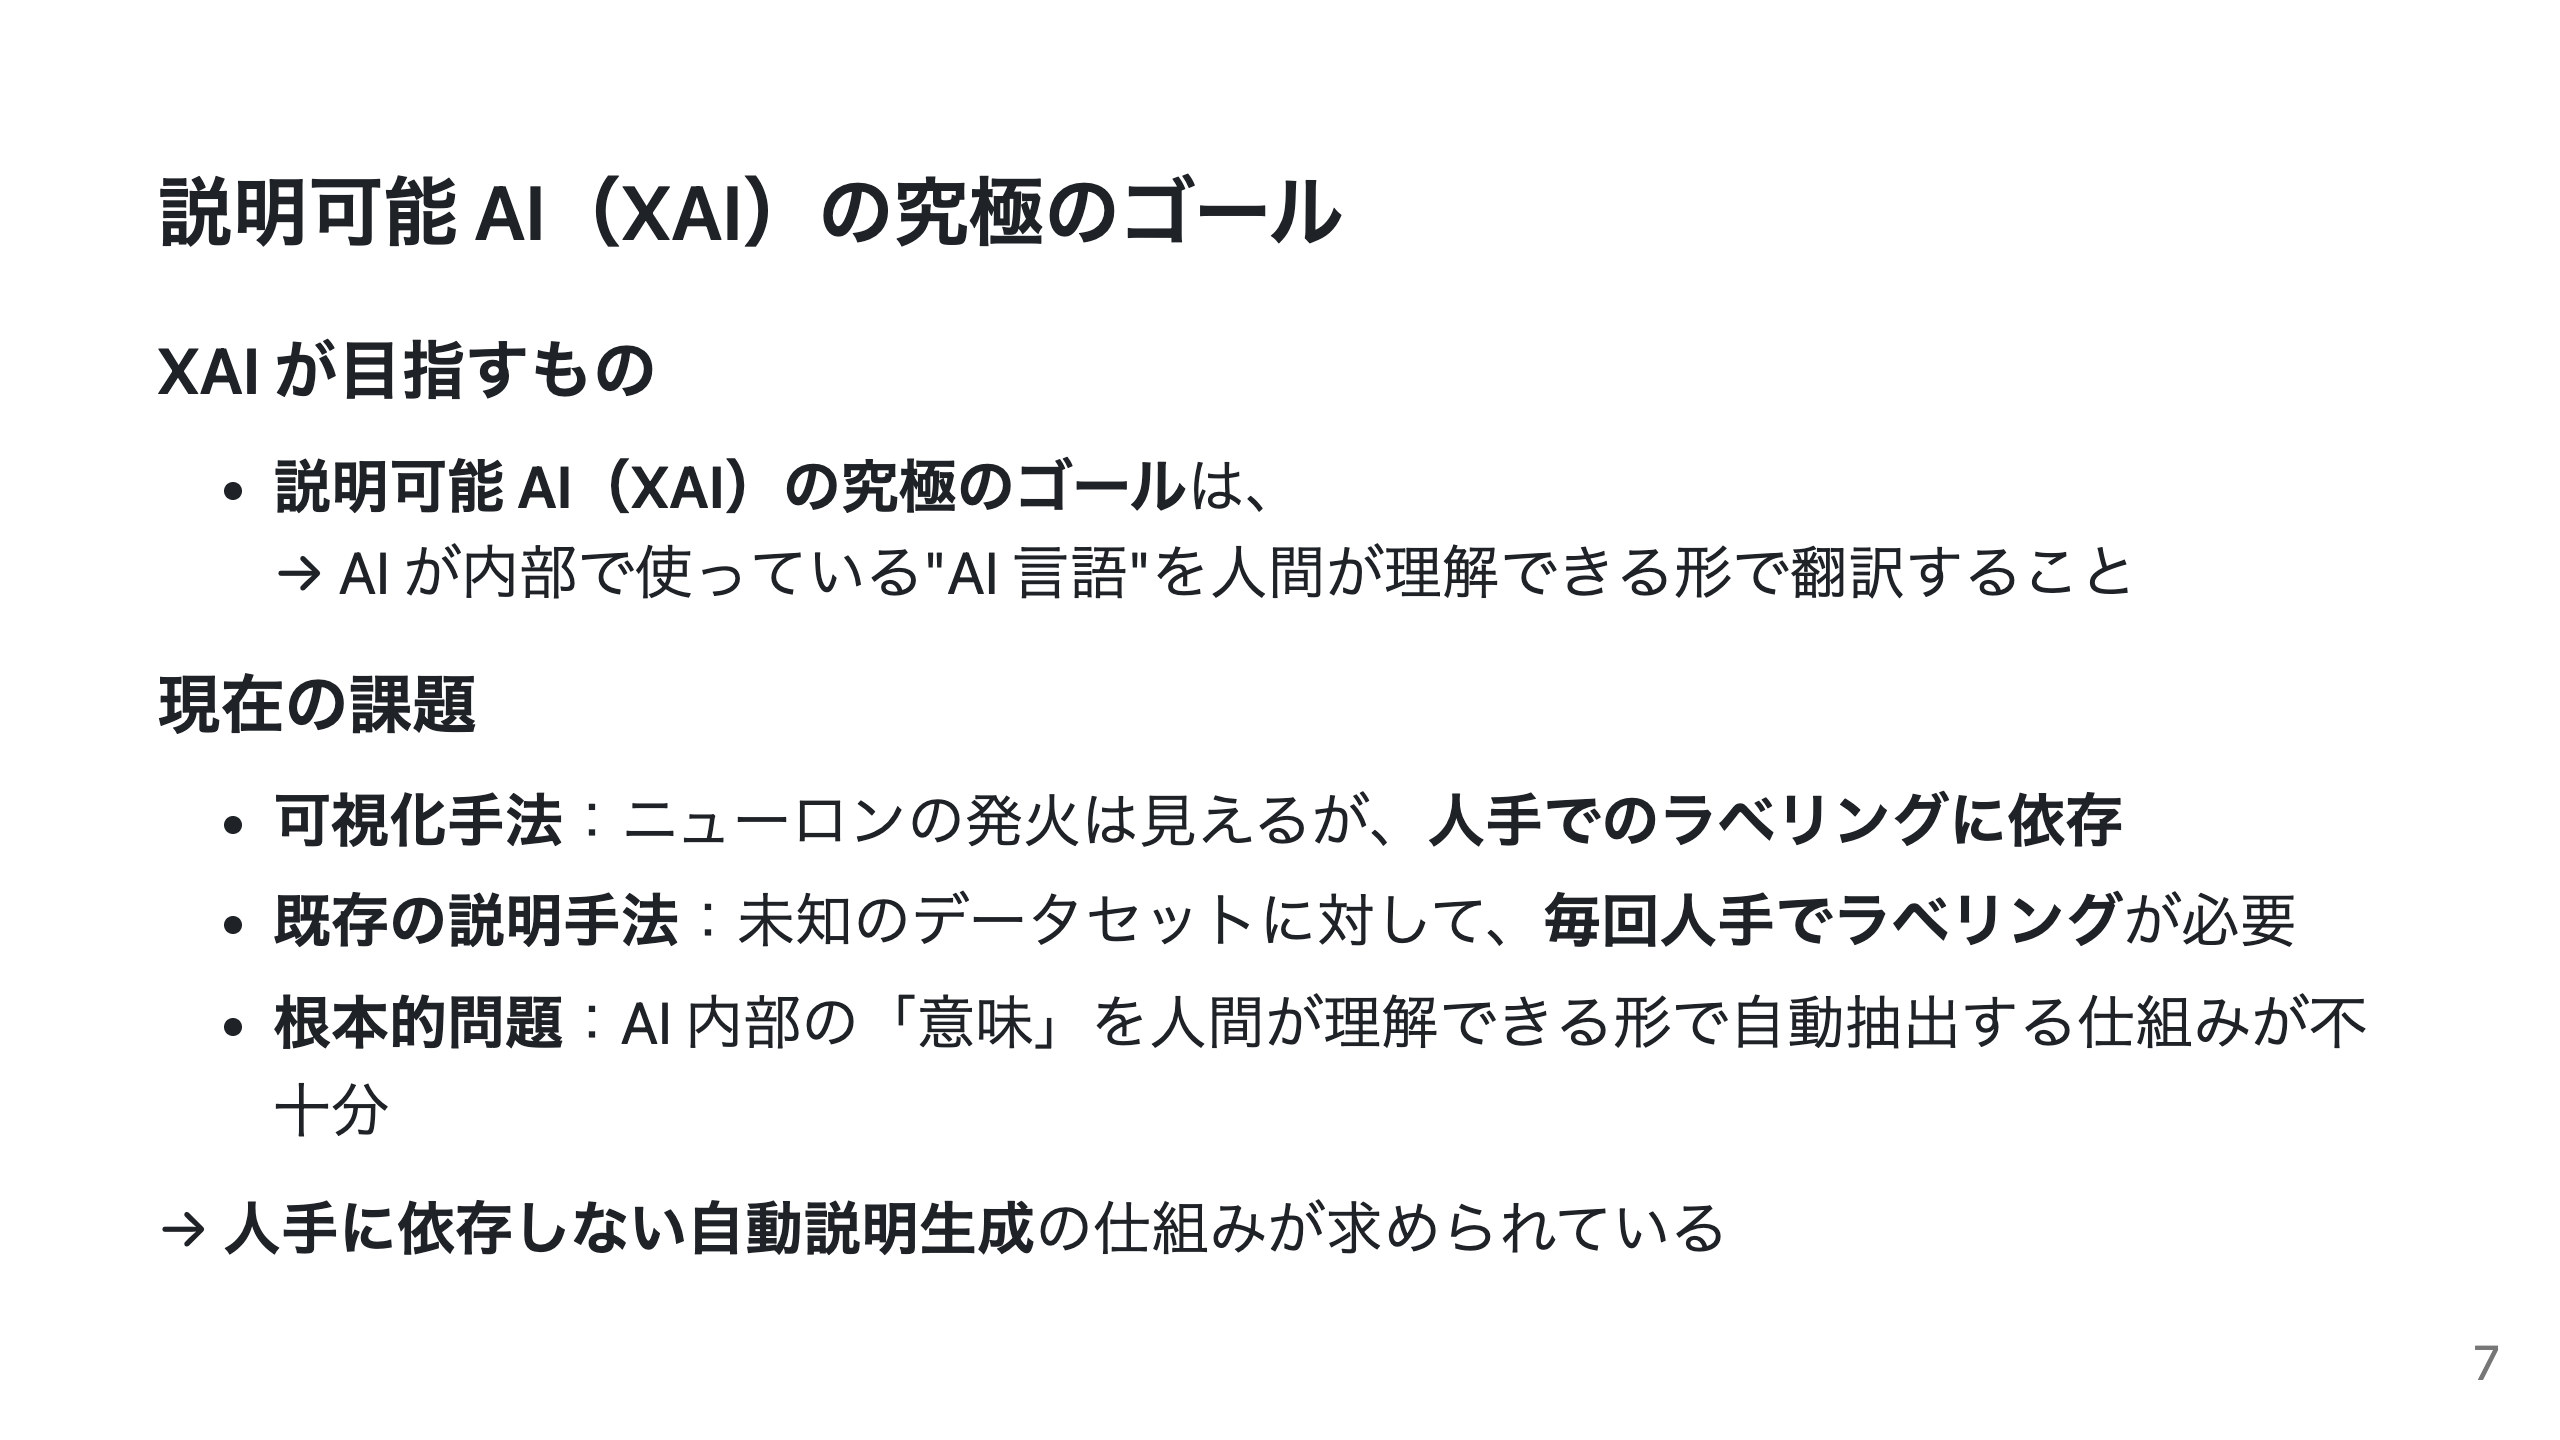 説明可能 AI（XAI）の究極のゴール
XAI が目指すもの
• 説明可能 AI（XAI）の究極のゴールは、
→ AI が内部で使っている"AI 言語"を人間が理解できる形で翻訳すること
現在の課題
• 可視化手法：ニューロンの発火は見えるが、人手でのラベリングに依存
• 既存の説明手法：未知のデータセットに対して、毎回人手でラベリングが必要
• 根本的問題：AI 内部の「意味」を人間が理解できる形で自動抽出する仕組みが不
十分
→ 人手に依存しない自動説明生成の仕組みが求められている
7